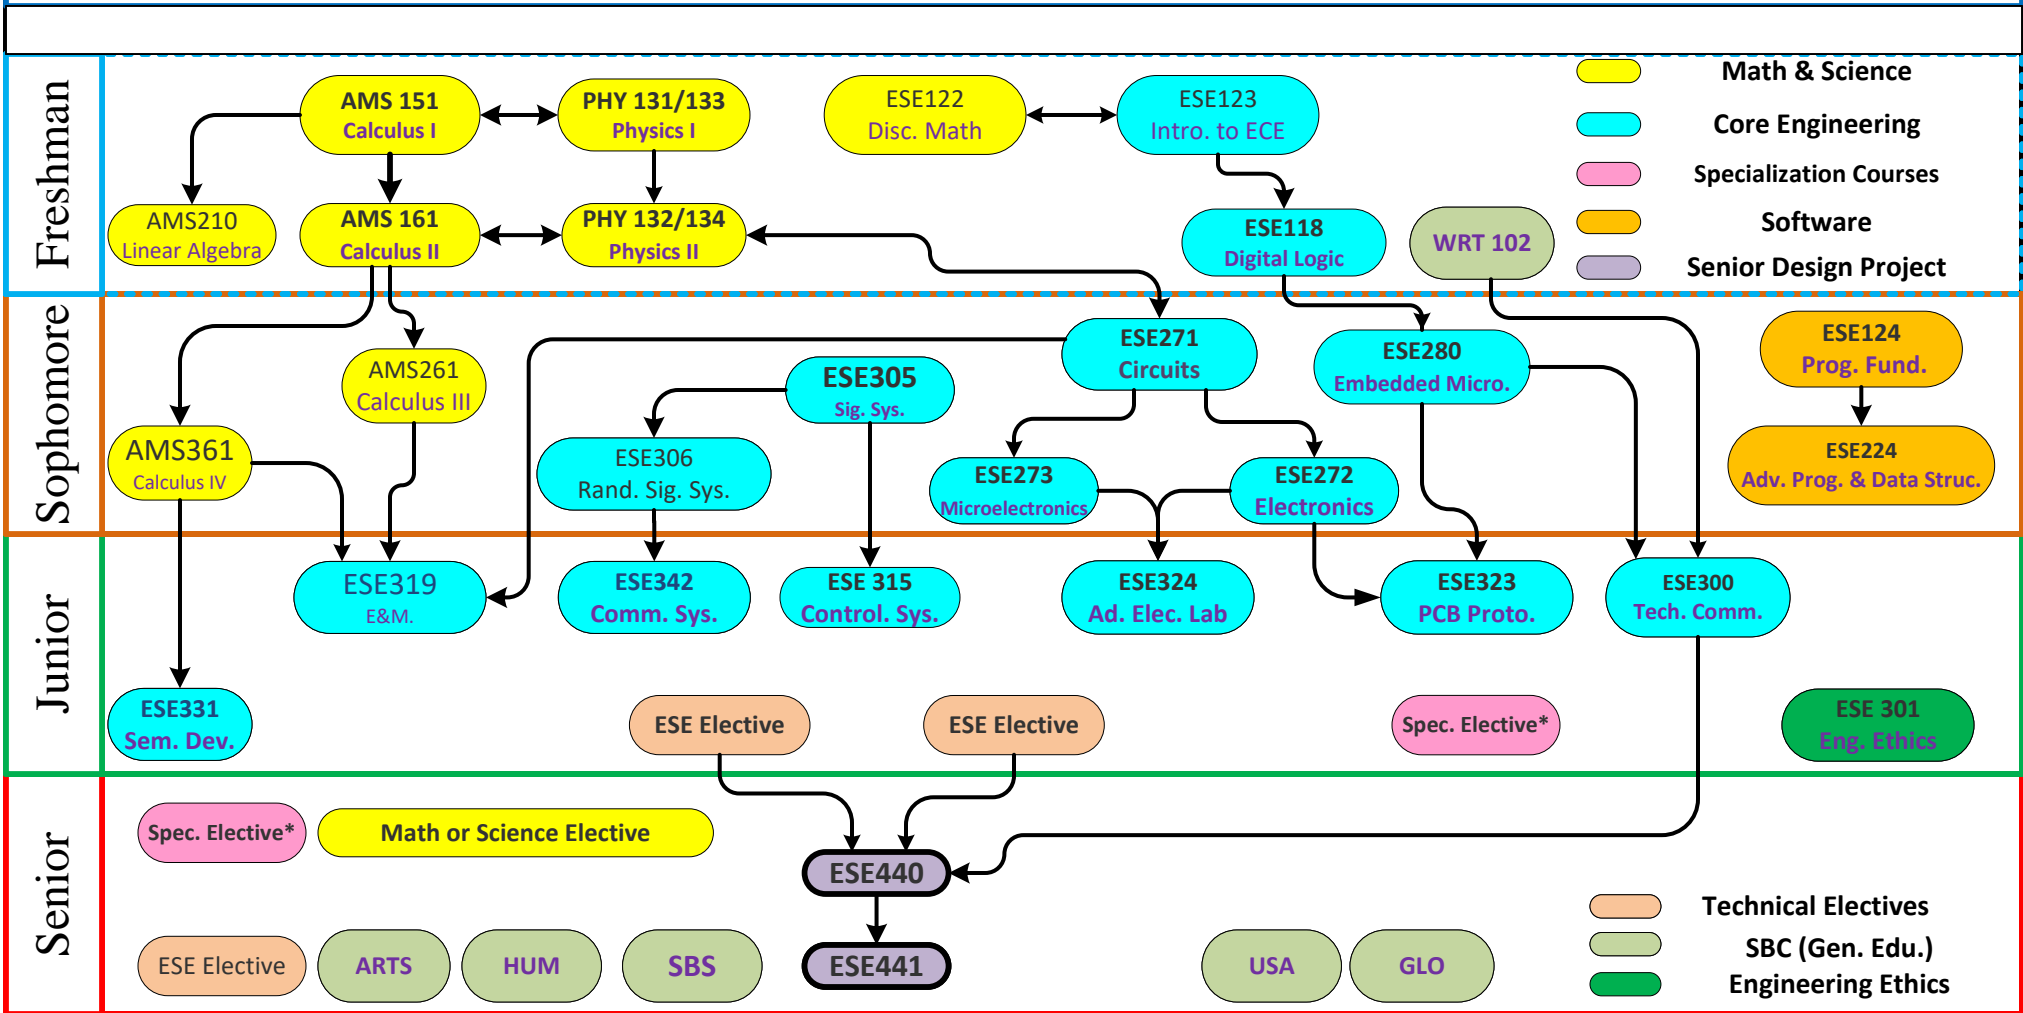 Freshman
AMS 151
Calculus I
PHY 131/133
Physics I
ESE122
Disc. Math
ESE123
Intro. to ECE
Math & Science
Core Engineering
Specialization Courses
Software
Senior Design Project
AMS210
Linear Algebra
AMS 161
Calculus II
PHY 132/134
Physics II
ESE118
Digital Logic
WRT 102
Sophomore
ESE271
Circuits
ESE280
Embedded Micro.
ESE124
Prog. Fund.
AMS261
Calculus III
ESE305
Sig. Sys.
AMS361
Calculus IV
ESE306
Rand. Sig. Sys.
ESE273
Microelectronics
ESE272
Electronics
ESE224
Adv. Prog. & Data Struc.
Junior
ESE319
E&M.
ESE342
Comm. Sys.
ESE 315
Control. Sys.
ESE324
Ad. Elec. Lab
ESE323
PCB Proto.
ESE300
Tech. Comm.
ESE331
Sem. Dev.
ESE Elective
ESE Elective
Spec. Elective*
ESE 301
Eng. Ethics
Senior
Spec. Elective*
Math or Science Elective
ESE440
ESE Elective
ARTS
HUM
SBS
ESE441
USA
GLO
Technical Electives
SBC (Gen. Edu.)
Engineering Ethics